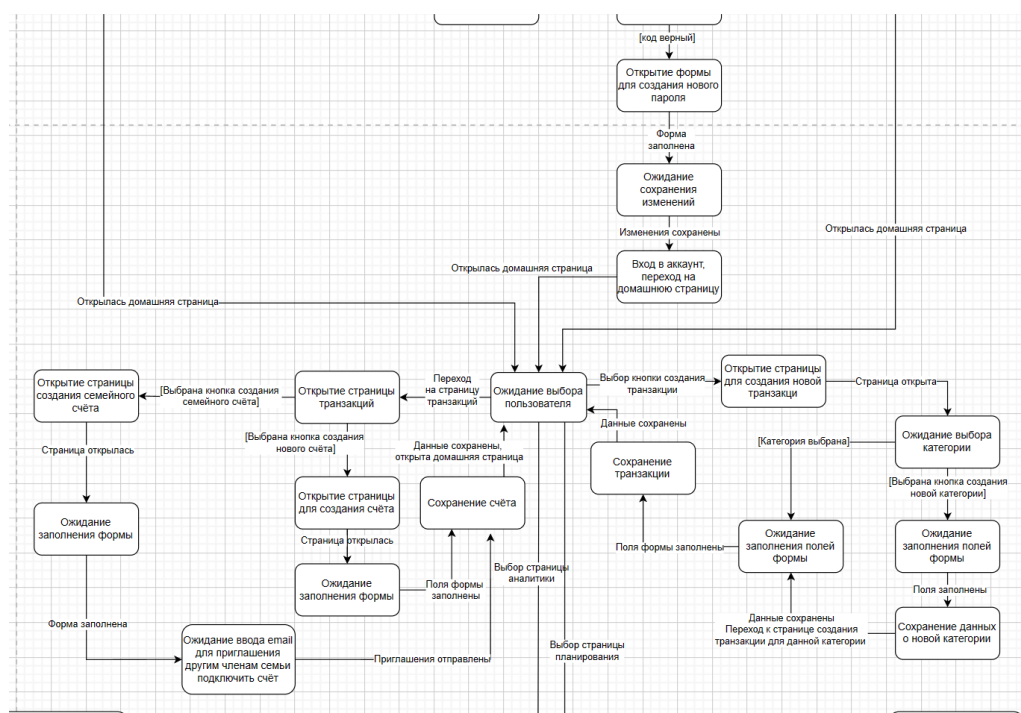 [код верный]
Открытие формы
для создания нового
пароля
Форма
заполнена
Ожидание
сохранения
изменений
Изменения сохранены
Открылась домашняя страница
Вход в аккаунт,
переход на
домашнюю страницу
Открылась домашняя страница
Открылась домашняя страница
Открытие страницы
создания семейного
счёта
[Выбрана кнопка создания
семейного счёта]
Открытие страницы
транзакций
Переход
на страницу
транзакций
Ожидание выбора
пользователя
Выбор кнопки создания
транзакции
Открытие страницы
для создания новой
транзакци
Страница открыта
Данные сохранены
Ожидание выбора
категории
[Категория выбрана]
[Выбрана кнопка создания
нового счёта]
Данные сохранены,
открыта домашняя страница
Страница открылась
Сохранение
транзакции
[Выбрана кнопка создания
новой категории]
Открытие страницы
для создания счёта
Сохранение счёта
Ожидание
заполнения формы
Страница открылась
Поля формы заполнены
Ожидание
заполнения полей
формы
Ожидание
заполнения полей
формы
Выбор страницы
аналитики
Ожидание
заполнения формы
Поля формы
заполнены
Поля заполнены
Форма заполнена
Данные сохранены
Переход к странице создания
транзакции для данной категории
Сохранение данных
о новой категории
Ожидание ввода email
для приглашения
другим членам семьи
подключить счёт
Приглашения отправлены
Выбор страницы
планирования